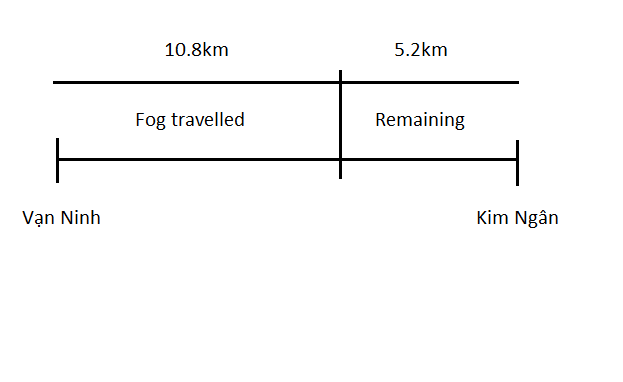 10.8km 5.2km
Fog travelled Remaining
Vạn Ninh Kim Ngân